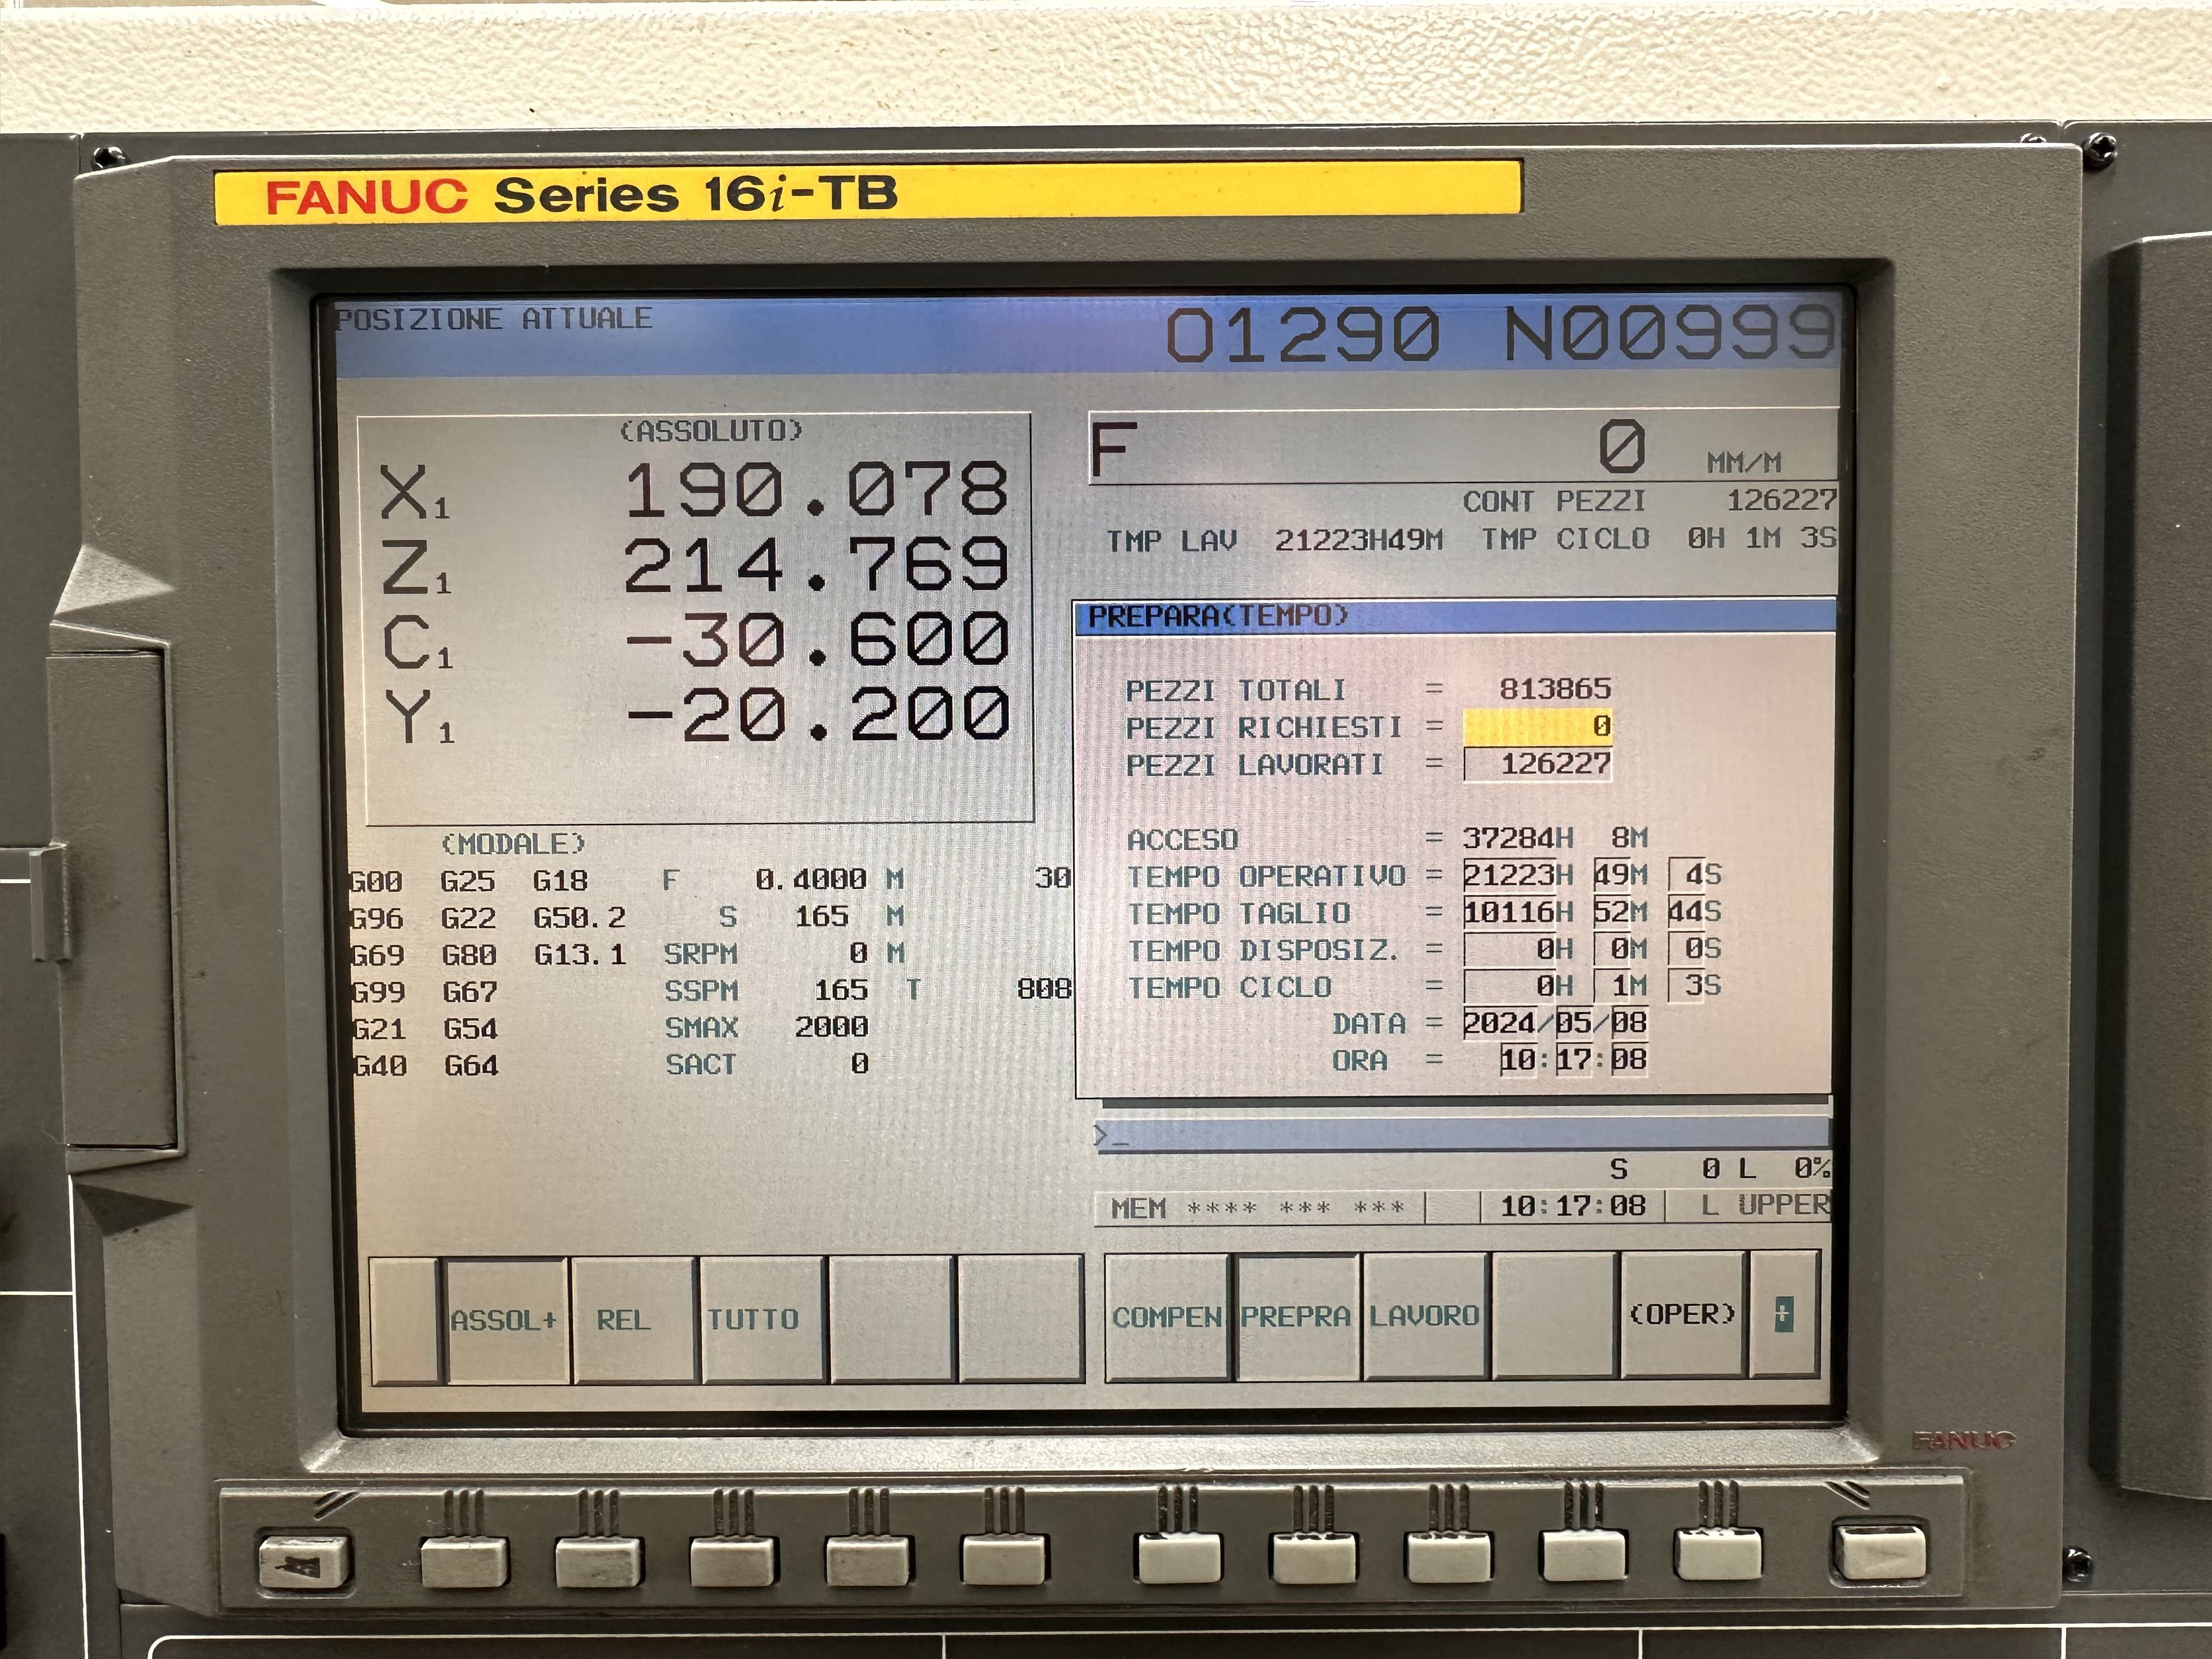 FANUC Series 16i-TB
POSIZIONE ATTUALE
O1290 N00999
(ASSOLUTO)
X1 190.078
Z1 214.769
C1 -30.600
Y1 -20.200
F 0 MM/M
CONT PEZZI 126227
TMP LAV 21223H49M TMP CICLO 0H 1M 3S
(MODALE)
G00 G25 G18 F 0.4000 M 30
G96 G22 G50.2 S 165 M
G69 G80 G13.1 SRPM 0 M
G99 G67 SSPM 165 T 808
G21 G54 SMAX 2000
G40 G64 SACT 0
PREPARA(TEMPO)
PEZZI TOTALI = 813865
PEZZI RICHIESTI = 0
PEZZI LAVORATI = 126227
ACCESO = 37284H 8M
TEMPO OPERATIVO = 21223H 49M 4S
TEMPO TAGLIO = 10116H 52M 44S
TEMPO DISPOSIZ. = 0H 0M 0S
TEMPO CICLO = 0H 1M 3S
DATA = 2024/05/08
ORA = 10:17:08
>_
S 0 L 0%
MEM **** *** *** 10:17:08 L UPPER
ASSOL+ REL TUTTO COMPEN PREPRA LAVORO (OPER) +
FANUC